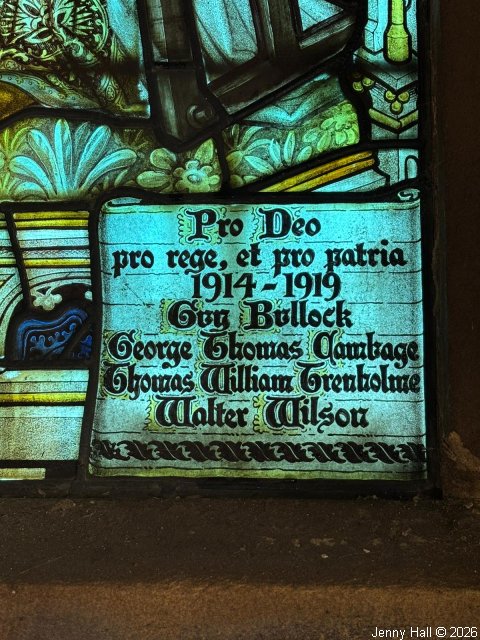 Pro Deo
pro rege, et pro patria
1914-1919
Guy Bullock
George Thomas Cambage
Thomas William Trenholme
Walter Wilson
Jenny Hall © 2026